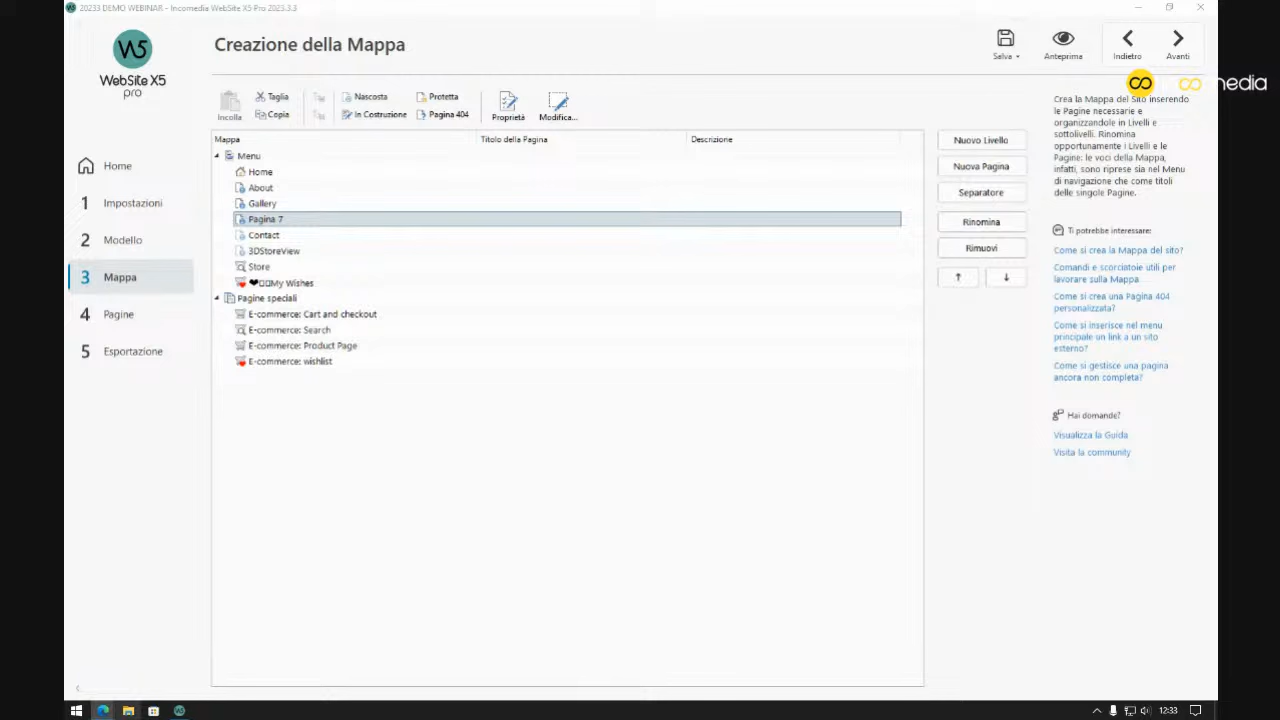 20233 DEMO WEBINAR - Incomedia WebSite X5 Pro 2023.3.3
W5
WebSite X5
pro
Creazione della Mappa
Salva
Anteprima
Indietro
Avanti
media
Incolla
Taglia
Copia
Nascosta
In Costruzione
Protetta
Pagina 404
Proprietà
Modifica...
Home
1 Impostazioni
2 Modello
3 Mappa
4 Pagine
5 Esportazione
Mappa Titolo della Pagina Descrizione
Menu
Home
About
Gallery
Pagina 7
Contact
3DStoreView
Store
❤My Wishes
Pagine speciali
E-commerce: Cart and checkout
E-commerce: Search
E-commerce: Product Page
E-commerce: wishlist
Nuovo Livello
Nuova Pagina
Separatore
Rinomina
Rimuovi
Crea la Mappa del Sito inserendo
le Pagine necessarie e
organizzandole in Livelli e
sottolivelli. Rinomina
opportunamente i Livelli e le
Pagine: le voci della Mappa,
infatti, sono riprese sia nel Menu
di navigazione che come titoli
delle singole Pagine.
Ti potrebbe interessare:
Come si crea la Mappa del sito?
Comandi e scorciatoie utili per
lavorare sulla Mappa
Come si crea una Pagina 404
personalizzata?
Come si inserisce nel menu
principale un link a un sito
esterno?
Come si gestisce una pagina
ancora non completa?
Hai domande?
Visualizza la Guida
Visita la community
12:33